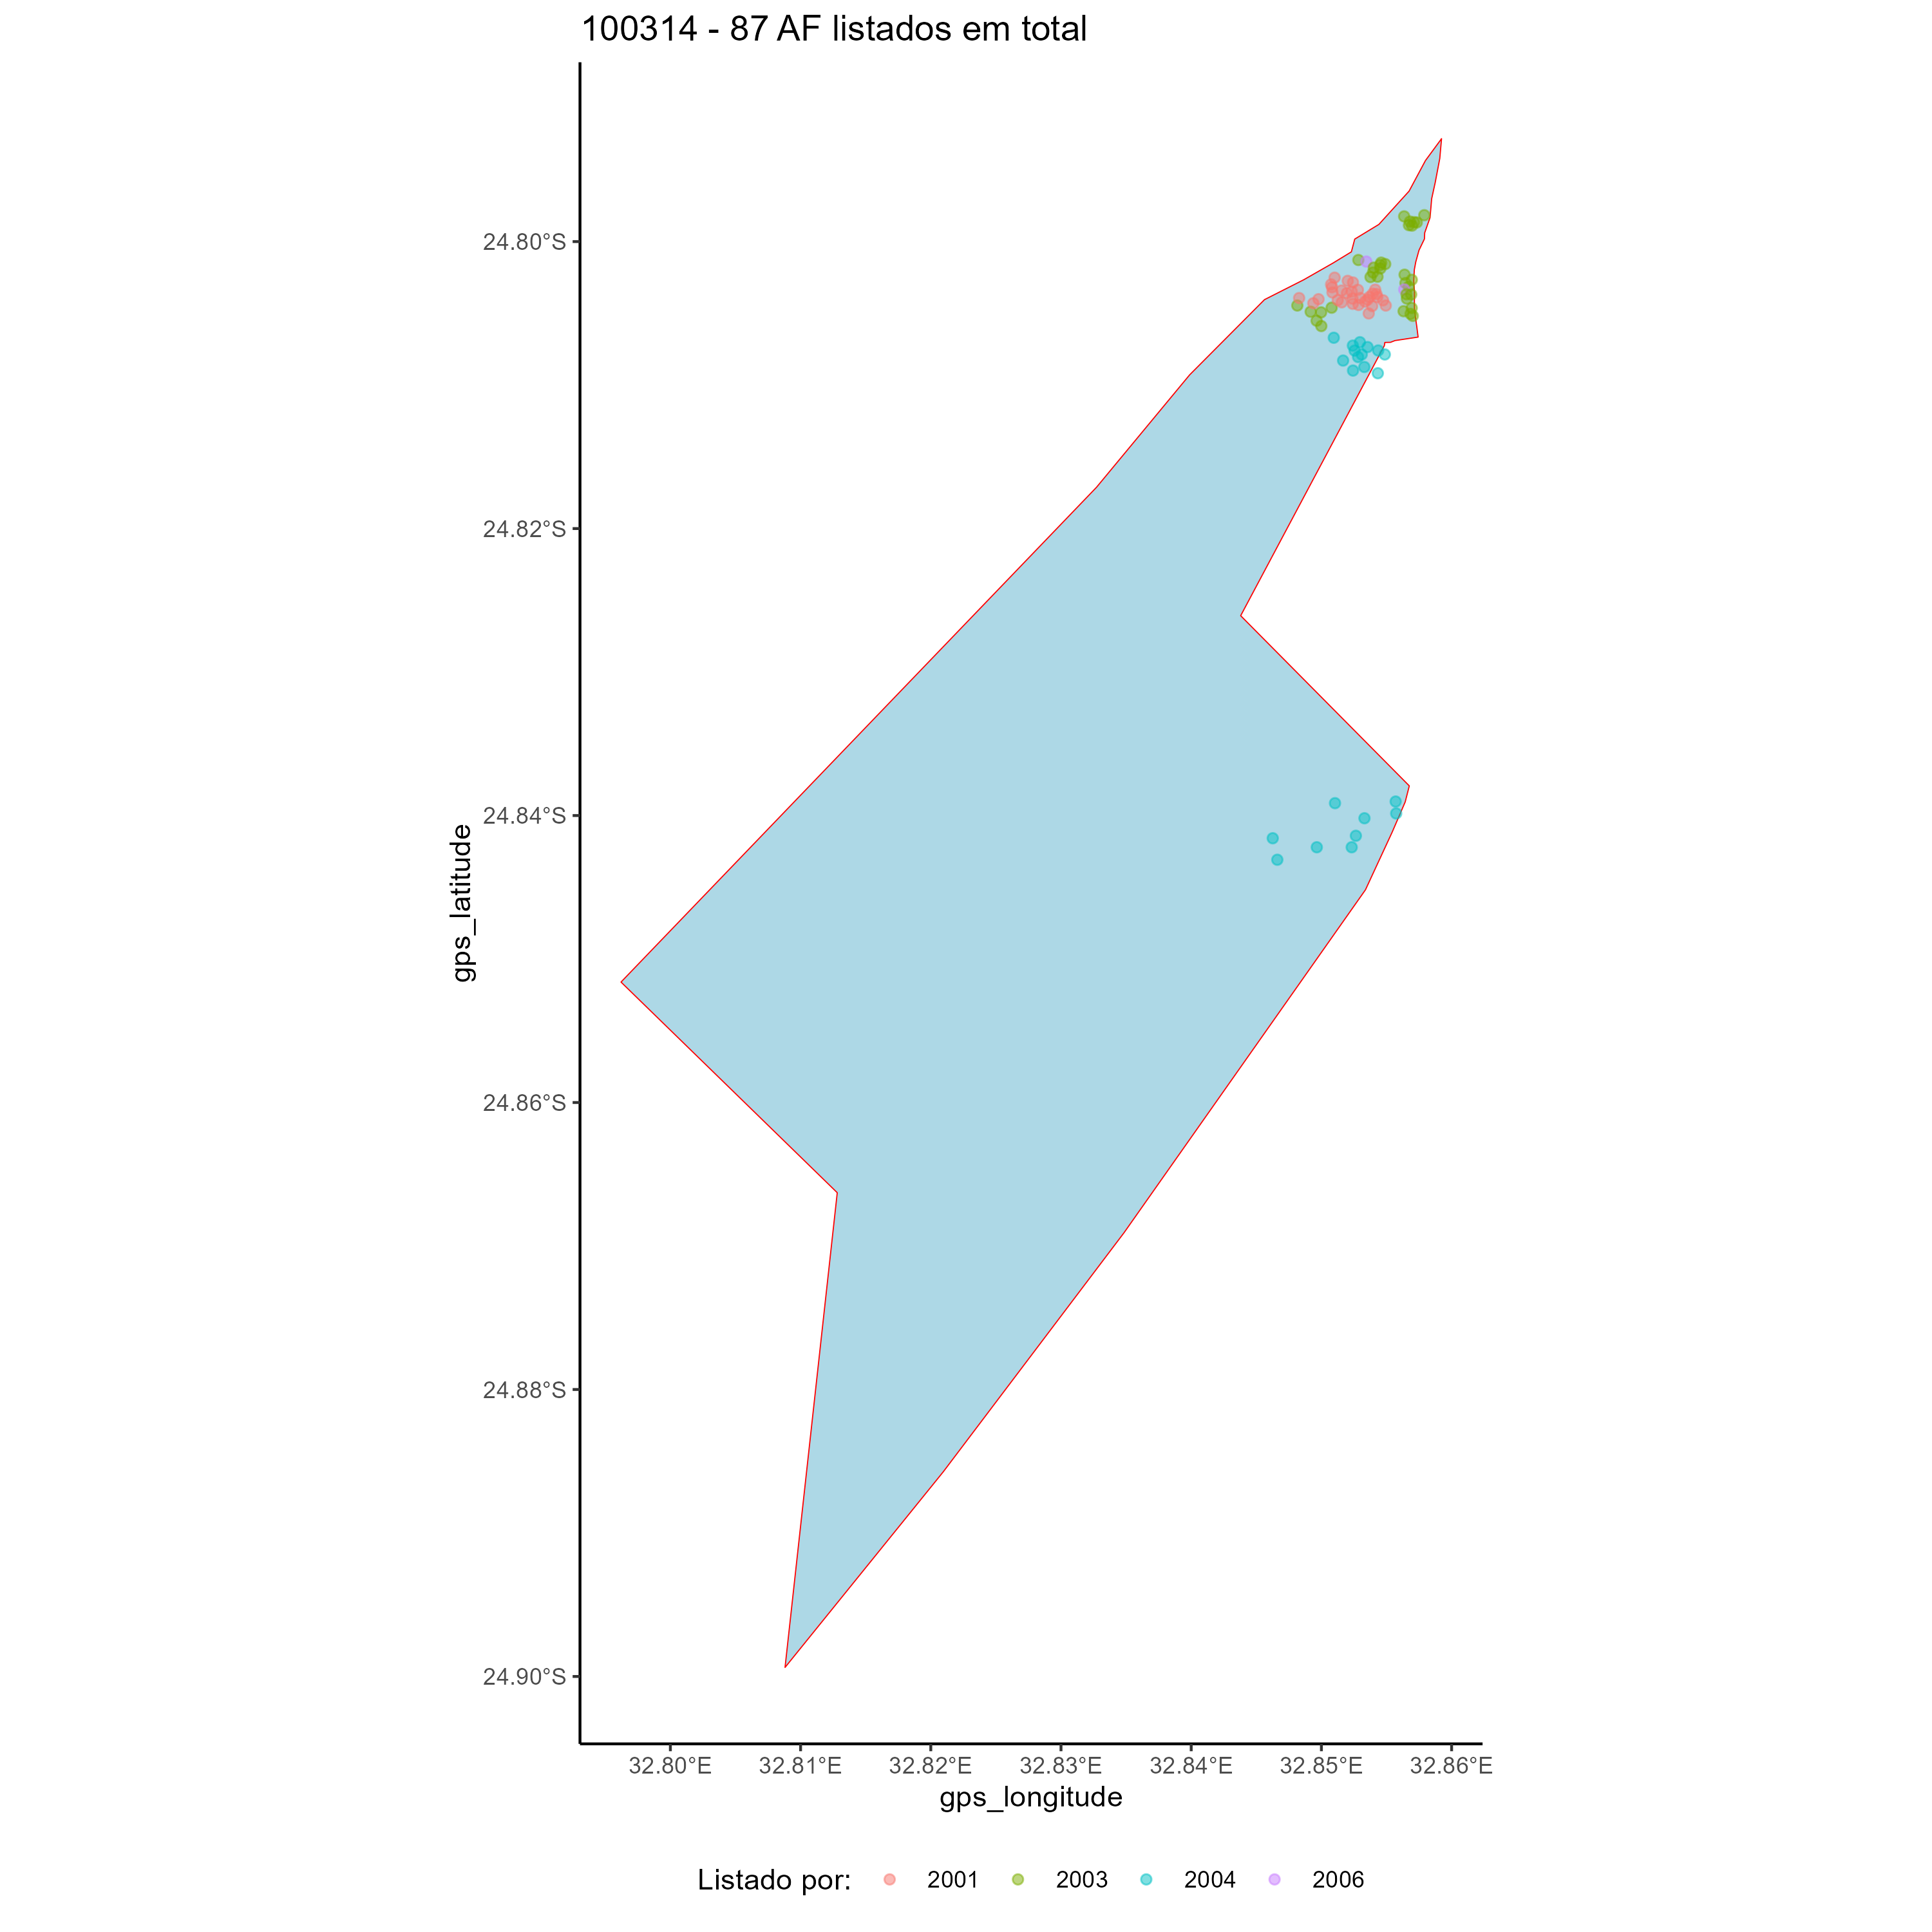 100314 - 87 AF listados em total
24.80°S
24.82°S
24.84°S
24.86°S
24.88°S
24.90°S
gps_latitude
32.80°E 32.81°E 32.82°E 32.83°E 32.84°E 32.85°E 32.86°E
gps_longitude
Listado por: 2001 2003 2004 2006